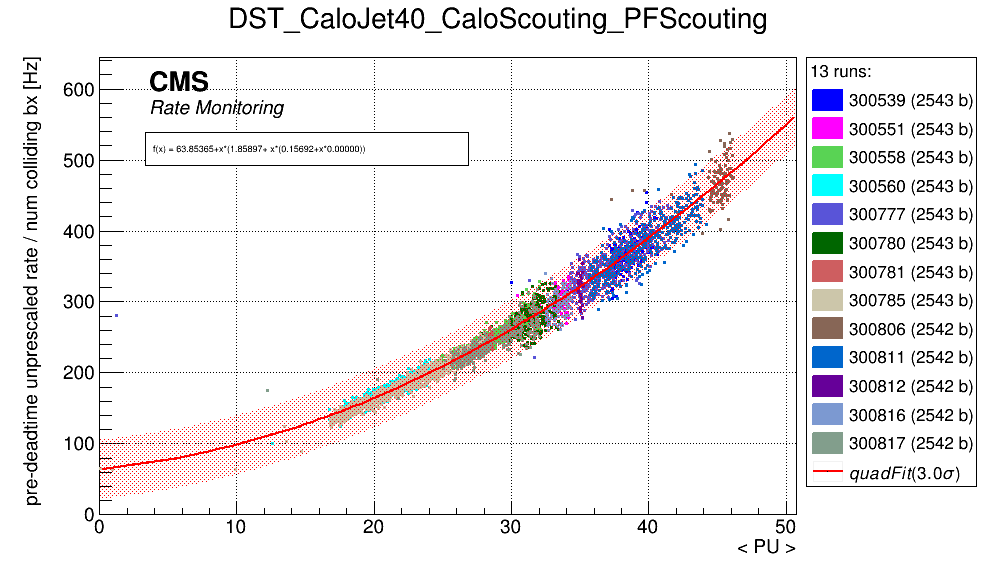 DST_CaloJet40_CaloScouting_PFScouting
pre-deadtime unprescaled rate / num colliding bx [Hz]
CMS
Rate Monitoring
f(x) = 63.85365+x*(1.85897+ x*(0.15692+x*0.00000))
600
500
400
300
200
100
0
0 10 20 30 40 50
< PU >
13 runs:
300539 (2543 b)
300551 (2543 b)
300558 (2543 b)
300560 (2543 b)
300777 (2543 b)
300780 (2543 b)
300781 (2543 b)
300785 (2543 b)
300806 (2542 b)
300811 (2542 b)
300812 (2542 b)
300816 (2542 b)
300817 (2542 b)
quadFit(3.0σ)